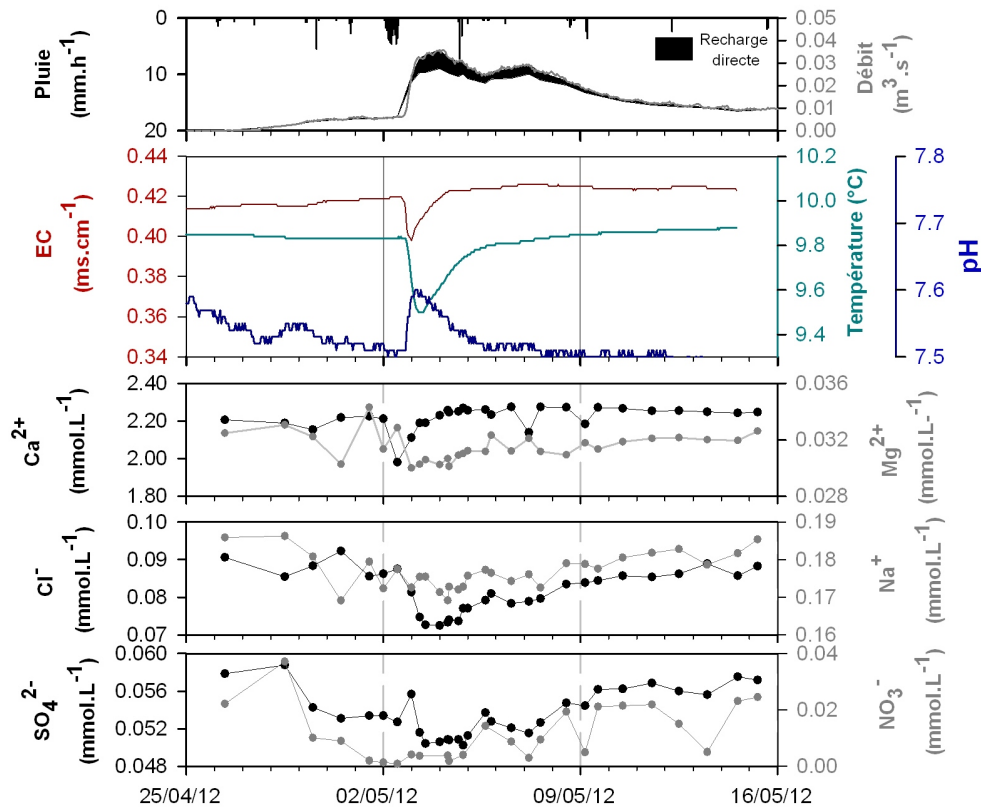 0
10
20
Pluie
(mm.h⁻¹)
Recharge
directe
0.05
0.04
0.03
0.02
0.01
0.00
Débit
(m³.s⁻¹)
0.44
0.42
0.40
0.38
0.36
0.34
EC
(ms.cm⁻¹)
10.2
10.0
9.8
9.6
9.4
Température (°C)
7.8
7.7
7.6
7.5
pH
2.40
2.20
2.00
1.80
Ca²⁺
(mmol.L⁻¹)
0.036
0.032
0.028
Mg²⁺
(mmol.L⁻¹)
0.10
0.09
0.08
0.07
Cl⁻
(mmol.L⁻¹)
0.19
0.18
0.17
0.16
Na⁺
(mmol.L⁻¹)
0.060
0.056
0.052
0.048
SO₄²⁻
(mmol.L⁻¹)
0.04
0.02
0.00
NO₃⁻
(mmol.L⁻¹)
25/04/12
02/05/12
09/05/12
16/05/12